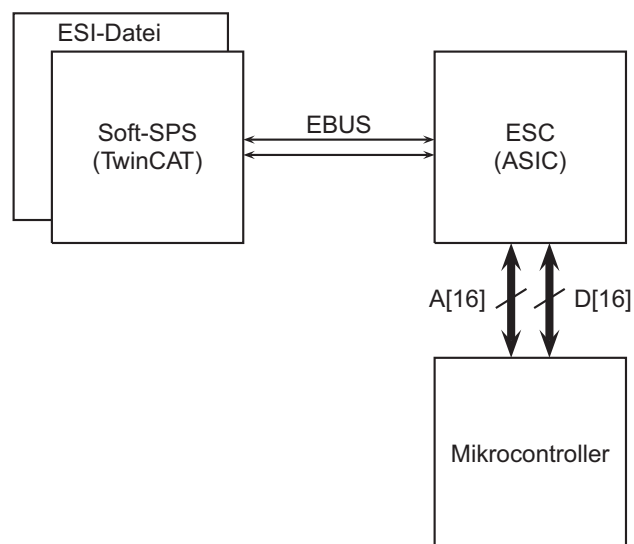 ESI-Datei
Soft-SPS
(TwinCAT)
EBUS
ESC
(ASIC)
A[16]
D[16]
Mikrocontroller